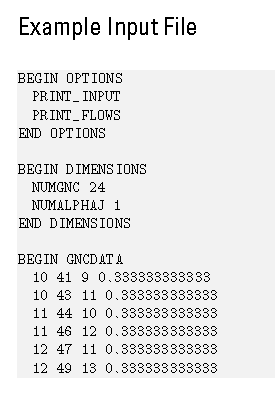 Example Input File
BEGIN OPTIONS
PRINT_INPUT
PRINT_FLOWS
END OPTIONS
BEGIN DIMENSIONS
NUMGNC 24
NUMALPHAJ 1
END DIMENSIONS
BEGIN GNCDATA
10 41 9 0.333333333333
10 43 11 0.333333333333
11 44 10 0.333333333333
11 46 12 0.333333333333
12 47 11 0.333333333333
12 49 13 0.333333333333